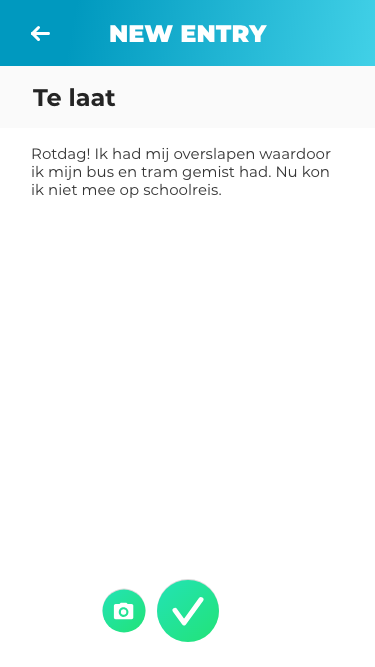 NEW ENTRY
Te laat
Rotdag! Ik had mij overslapen waardoor
ik mijn bus en tram gemist had. Nu kon
ik niet mee op schoolreis.